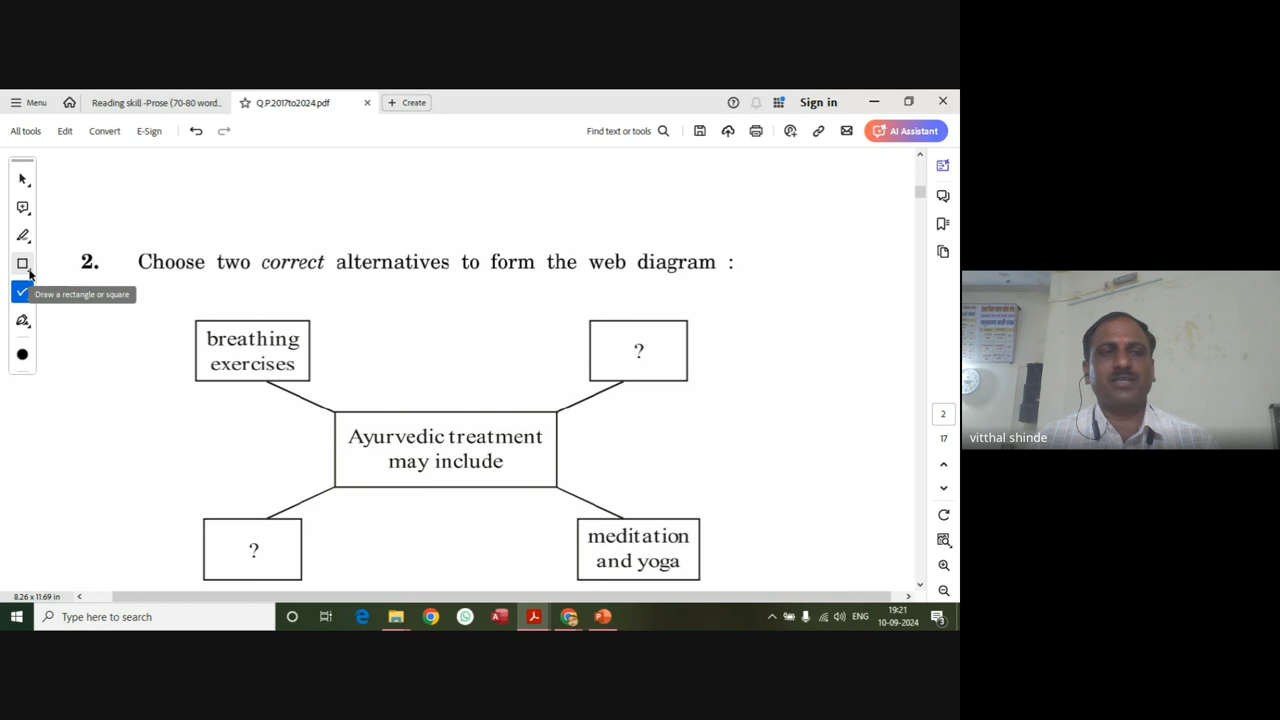 Menu
Reading skill -Prose (70-80 word...
Q.P.2017to2024.pdf
Create
Sign in
All tools
Edit
Convert
E-Sign
Find text or tools
AI Assistant
2. Choose two correct alternatives to form the web diagram :
Draw a rectangle or square
breathing
exercises
?
Ayurvedic treatment
may include
?
meditation
and yoga
2
17
vitthal shinde
8.26 x 11.69 in
Type here to search
ENG
19:21
10-09-2024
3